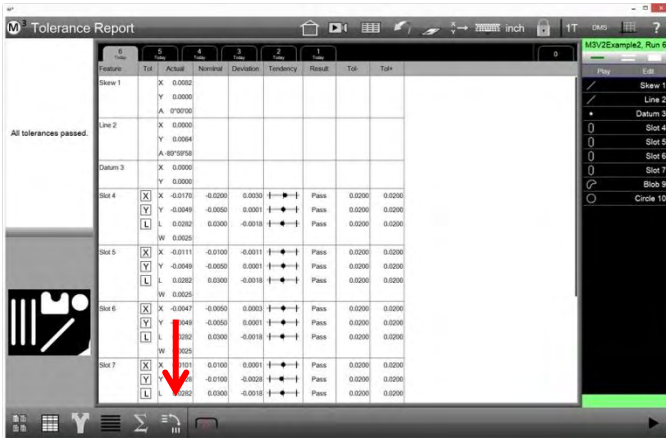 M3 Tolerance Report
inch 1T DMS ?
6 Today 5 Today 4 Today 3 Today 2 Today 1 Today 0
Feature Tol Actual Nominal Deviation Tendency Result Tol- Tol+
Skew 1 X 0.0082
Y 0.0000
A 0°00'00
Line 2 X 0.0000
Y 0.0064
A -89°59'58
Datum 3 X 0.0000
Y 0.0000
Slot 4 X X -0.0170 -0.0200 0.0030 Pass 0.0200 0.0200
Y Y -0.0049 -0.0050 0.0001 Pass 0.0200 0.0200
L L 0.0282 0.0300 -0.0018 Pass 0.0200 0.0200
W 0.0025
Slot 5 X X -0.0111 -0.0100 -0.0011 Pass 0.0200 0.0200
Y Y -0.0049 -0.0050 0.0001 Pass 0.0200 0.0200
L L 0.0282 0.0300 -0.0018 Pass 0.0200 0.0200
W 0.0025
Slot 6 X X -0.0047 -0.0050 0.0003 Pass 0.0200 0.0200
Y Y -0.0050 0.0001 Pass 0.0200 0.0200
L L 0.0300 -0.0018 Pass 0.0200 0.0200
W
Slot 7 X X 0.0100 0.0001 Pass 0.0200 0.0200
Y Y -0.0100 -0.0028 Pass 0.0200 0.0200
L L 0.0300 -0.0018 Pass 0.0200 0.0200
All tolerances passed.
M3V2Example2, Run 6
Play Edit
Skew 1
Line 2
Datum 3
Slot 4
Slot 5
Slot 6
Slot 7
Blob 9
Circle 10